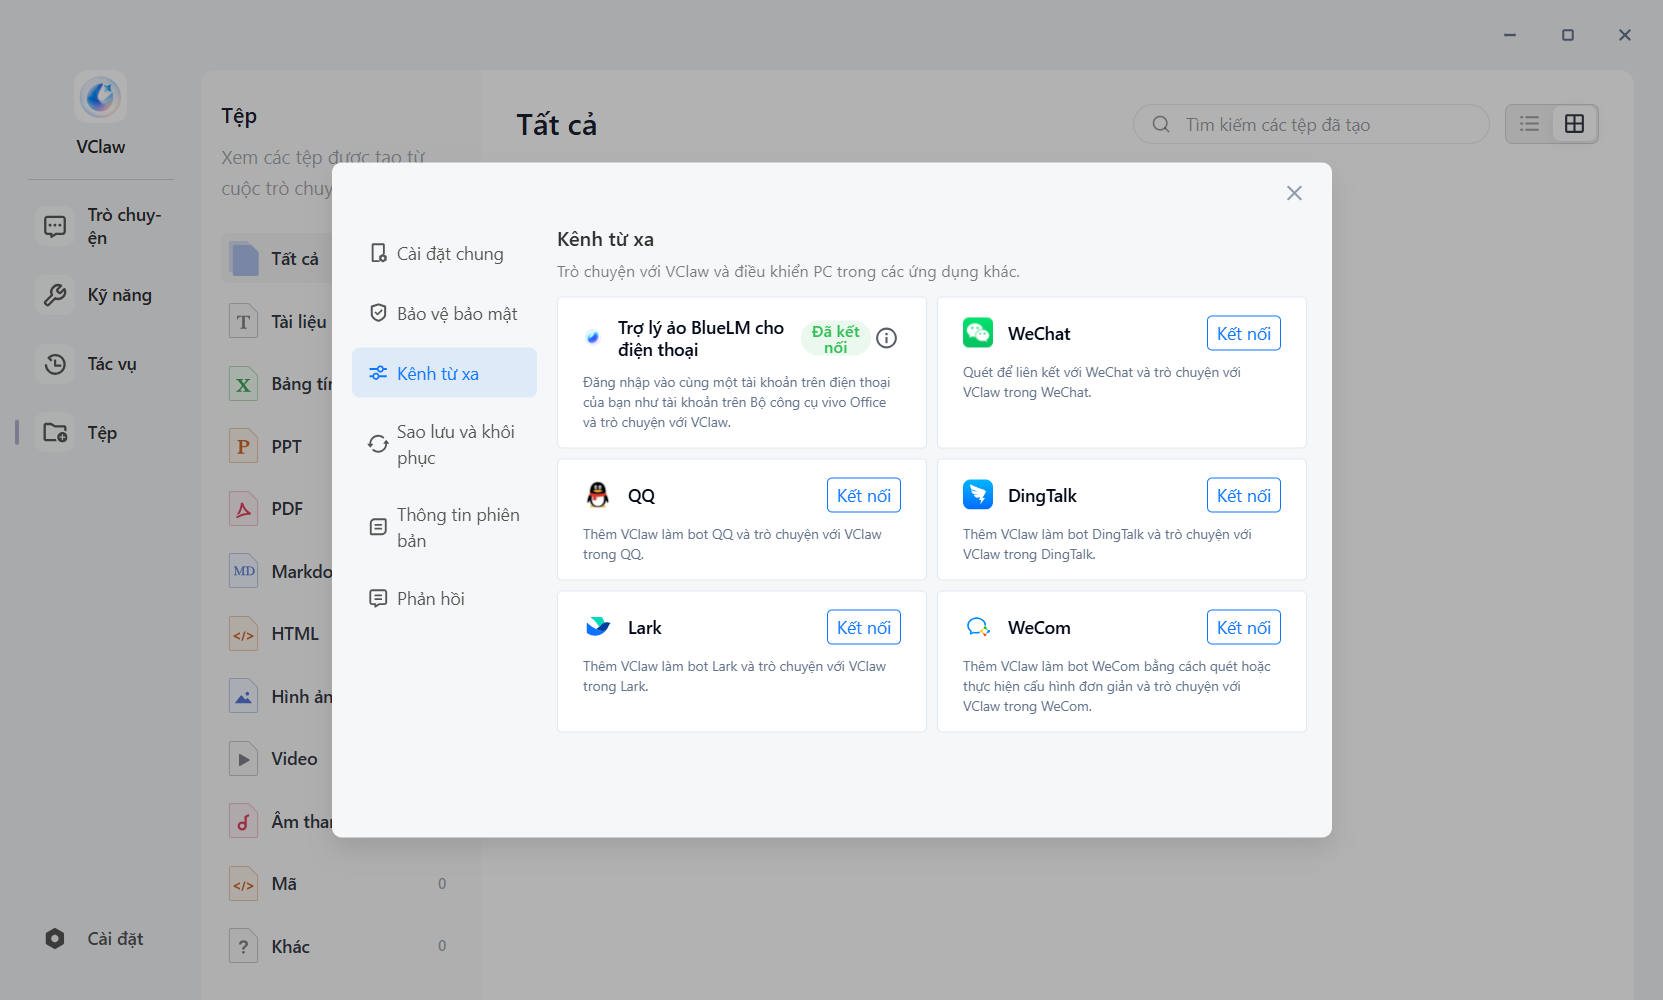 VClaw
Trò chuy-
ện
Kỹ năng
Tác vụ
Tệp
Cài đặt
Tệp
Xem các tệp được tạo từ
cuộc trò chuy
Tất cả
Tài liệu
Bảng tín
PPT
PDF
Markdo
HTML
Hình ản
Video
Âm than
Mã
0
Khác
0
Tất cả
Tìm kiếm các tệp đã tạo
Cài đặt chung
Bảo vệ bảo mật
Kênh từ xa
Sao lưu và khôi
phục
Thông tin phiên
bản
Phản hồi
Kênh từ xa
Trò chuyện với VClaw và điều khiển PC trong các ứng dụng khác.
Trợ lý ảo BlueLM cho
điện thoại
Đã kết
nối
Đăng nhập vào cùng một tài khoản trên điện thoại
của bạn như tài khoản trên Bộ công cụ vivo Office
và trò chuyện với VClaw.
WeChat
Kết nối
Quét để liên kết với WeChat và trò chuyện với
VClaw trong WeChat.
QQ
Kết nối
Thêm VClaw làm bot QQ và trò chuyện với VClaw
trong QQ.
DingTalk
Kết nối
Thêm VClaw làm bot DingTalk và trò chuyện với
VClaw trong DingTalk.
Lark
Kết nối
Thêm VClaw làm bot Lark và trò chuyện với VClaw
trong Lark.
WeCom
Kết nối
Thêm VClaw làm bot WeCom bằng cách quét hoặc
thực hiện cấu hình đơn giản và trò chuyện với
VClaw trong WeCom.